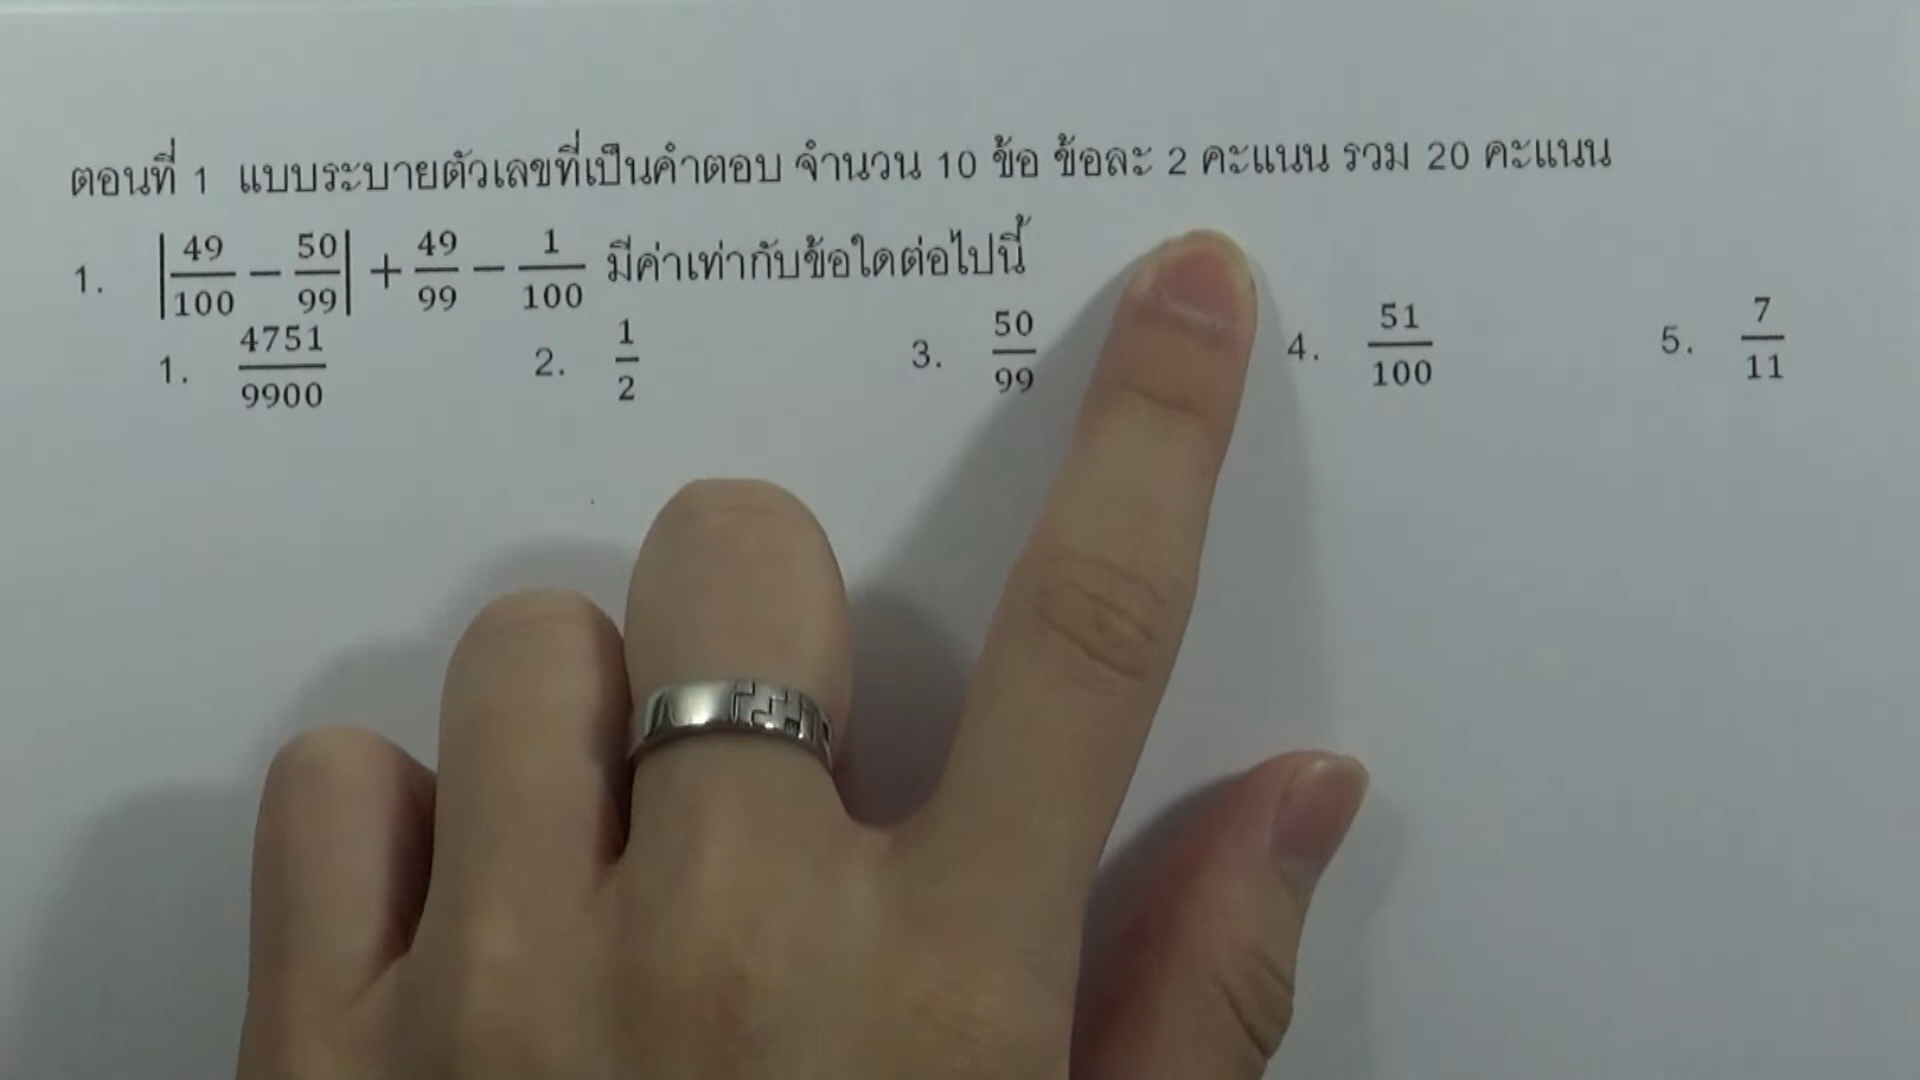 ตอนที่ 1 แบบระบายตัวเลขที่เป็นคำตอบ จำนวน 10 ข้อ ข้อละ 2 คะแนน รวม 20 คะแนน
1. |49/100 − 50/99| + 49/99 − 1/100 มีค่าเท่ากับข้อใดต่อไปนี้
1. 4751/9900 2. 1/2 3. 50/99 4. 51/100 5. 7/11